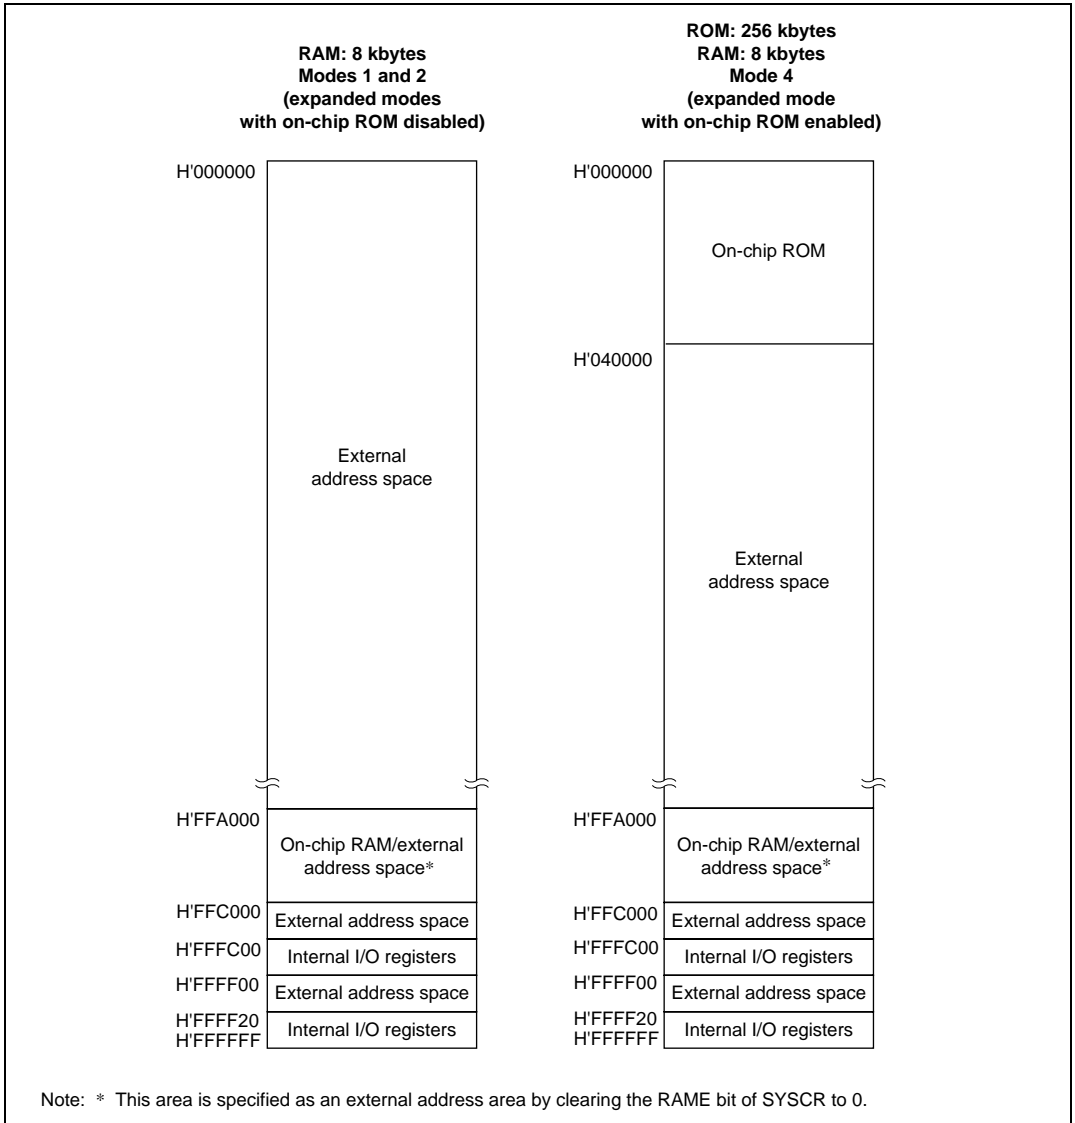 RAM: 8 kbytes
Modes 1 and 2
(expanded modes
with on-chip ROM disabled)
H'000000
External
address space
H'FFA000
On-chip RAM/external
address space*
H'FFC000
External address space
H'FFFC00
Internal I/O registers
H'FFFF00
External address space
H'FFFF20
Internal I/O registers
H'FFFFFF
ROM: 256 kbytes
RAM: 8 kbytes
Mode 4
(expanded mode
with on-chip ROM enabled)
H'000000
On-chip ROM
H'040000
External
address space
H'FFA000
On-chip RAM/external
address space*
H'FFC000
External address space
H'FFFC00
Internal I/O registers
H'FFFF00
External address space
H'FFFF20
Internal I/O registers
H'FFFFFF
Note: * This area is specified as an external address area by clearing the RAME bit of SYSCR to 0.